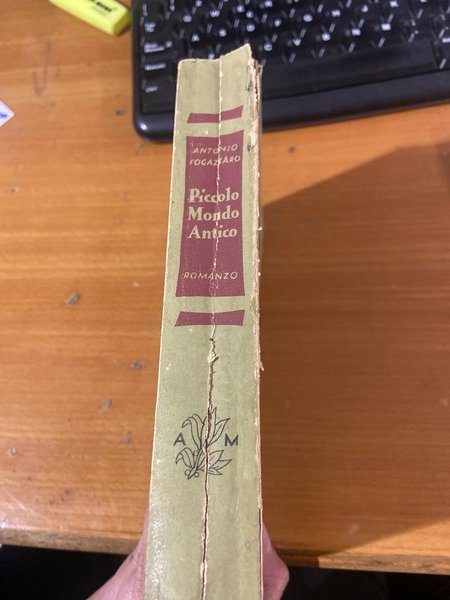 ANTONIO
FOGAZZARO
Piccolo
Mondo
Antico
ROMANZO
A M